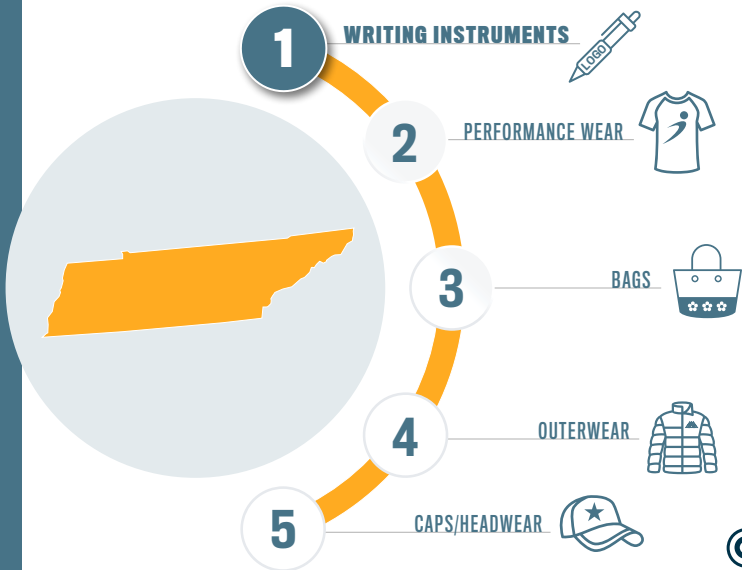 1 WRITING INSTRUMENTS
LOGO
2 PERFORMANCE WEAR
3 BAGS
4 OUTERWEAR
5 CAPS/HEADWEAR